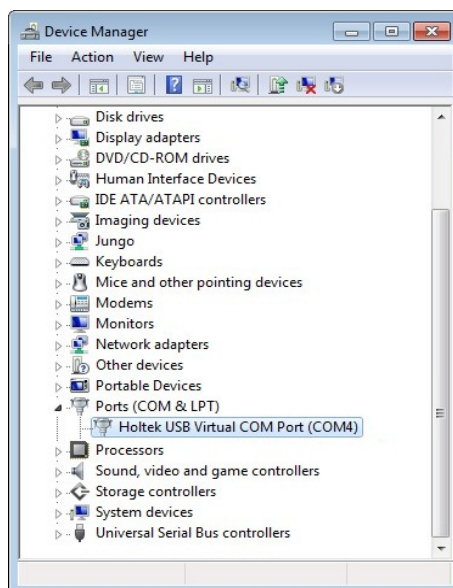 Device Manager
File Action View Help
Disk drives
Display adapters
DVD/CD-ROM drives
Human Interface Devices
IDE ATA/ATAPI controllers
Imaging devices
Jungo
Keyboards
Mice and other pointing devices
Modems
Monitors
Network adapters
Other devices
Portable Devices
Ports (COM & LPT)
Holtek USB Virtual COM Port (COM4)
Processors
Sound, video and game controllers
Storage controllers
System devices
Universal Serial Bus controllers